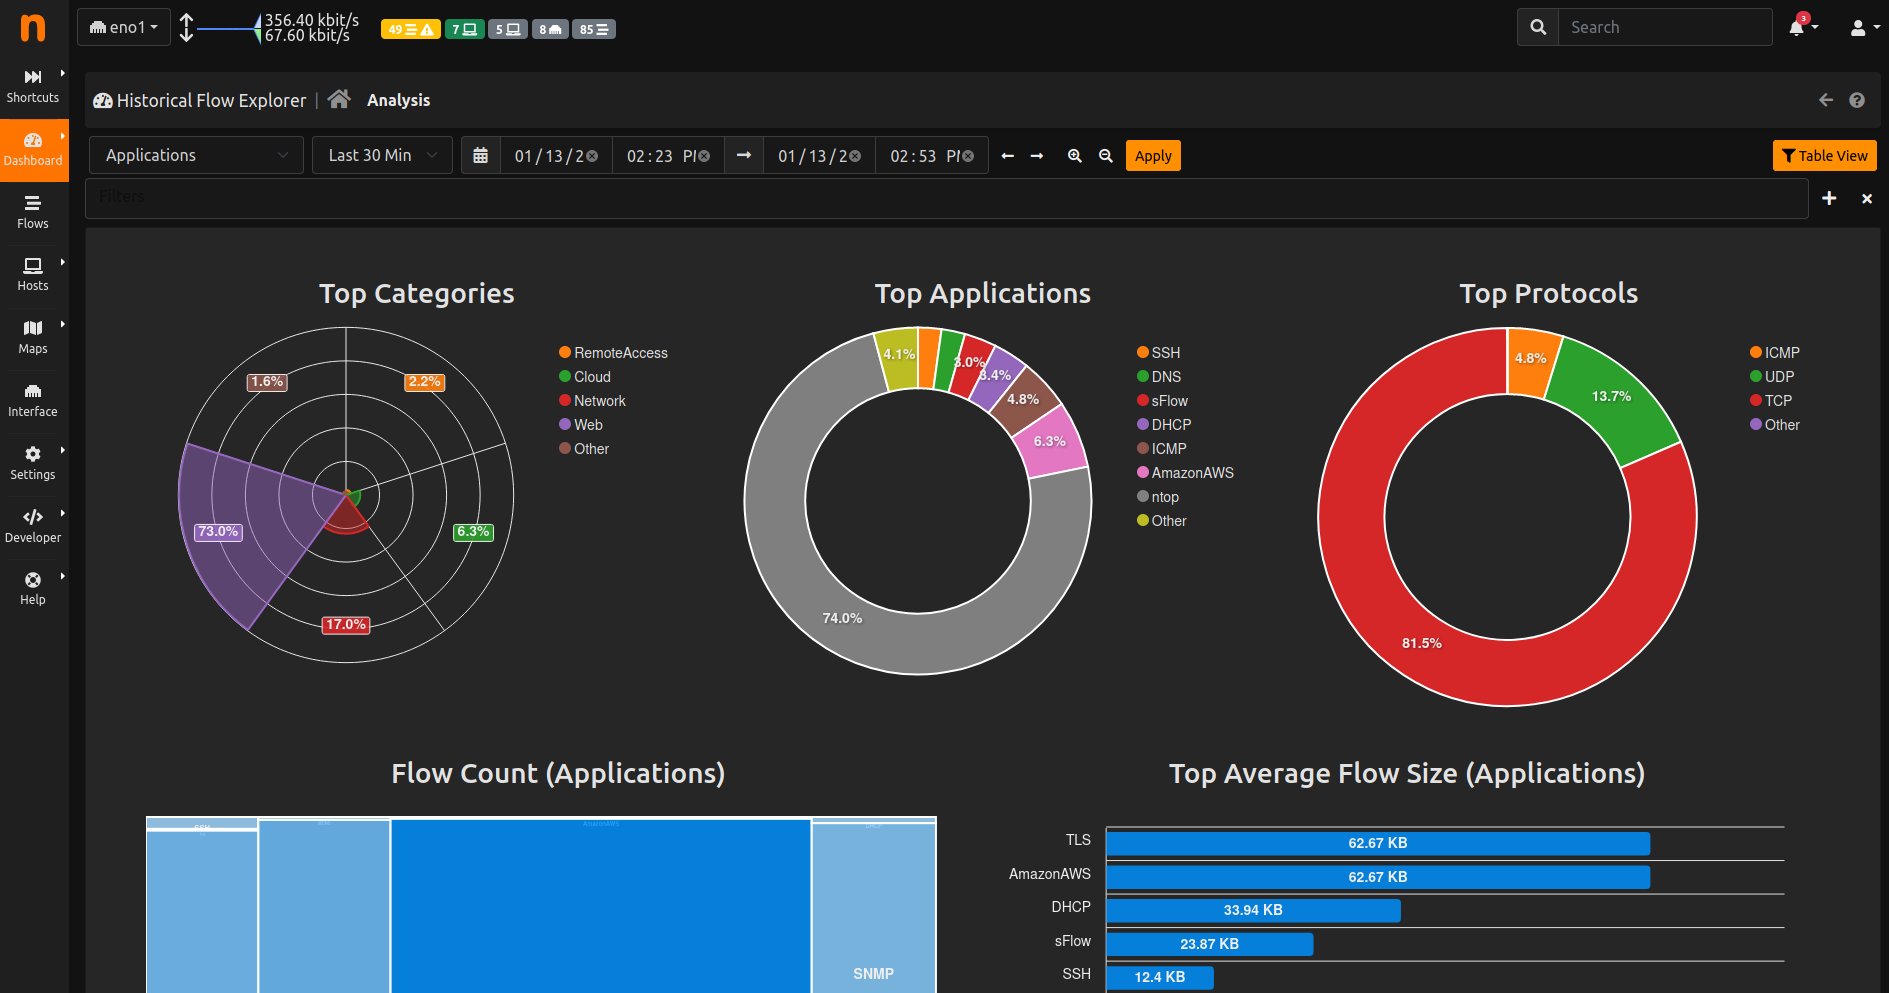 n
eno1
356.40 kbit/s
67.60 kbit/s
49
7
5
8
85
Search
3
Shortcuts
Dashboard
Flows
Hosts
Maps
Interface
Settings
Developer
Help
Historical Flow Explorer | Analysis
Applications
Last 30 Min
01/13/2
02:23 PM
01/13/2
02:53 PM
Apply
Table View
Filters
Top Categories
1.6%
2.2%
73.0%
6.3%
17.0%
RemoteAccess
Cloud
Network
Web
Other
Top Applications
4.1%
3.0%
3.4%
4.8%
6.3%
74.0%
SSH
DNS
sFlow
DHCP
ICMP
AmazonAWS
ntop
Other
Top Protocols
4.8%
13.7%
81.5%
ICMP
UDP
TCP
Other
Flow Count (Applications)
SSH
AmazonAWS
DHCP
SNMP
Top Average Flow Size (Applications)
TLS 62.67 KB
AmazonAWS 62.67 KB
DHCP 33.94 KB
sFlow 23.87 KB
SSH 12.4 KB